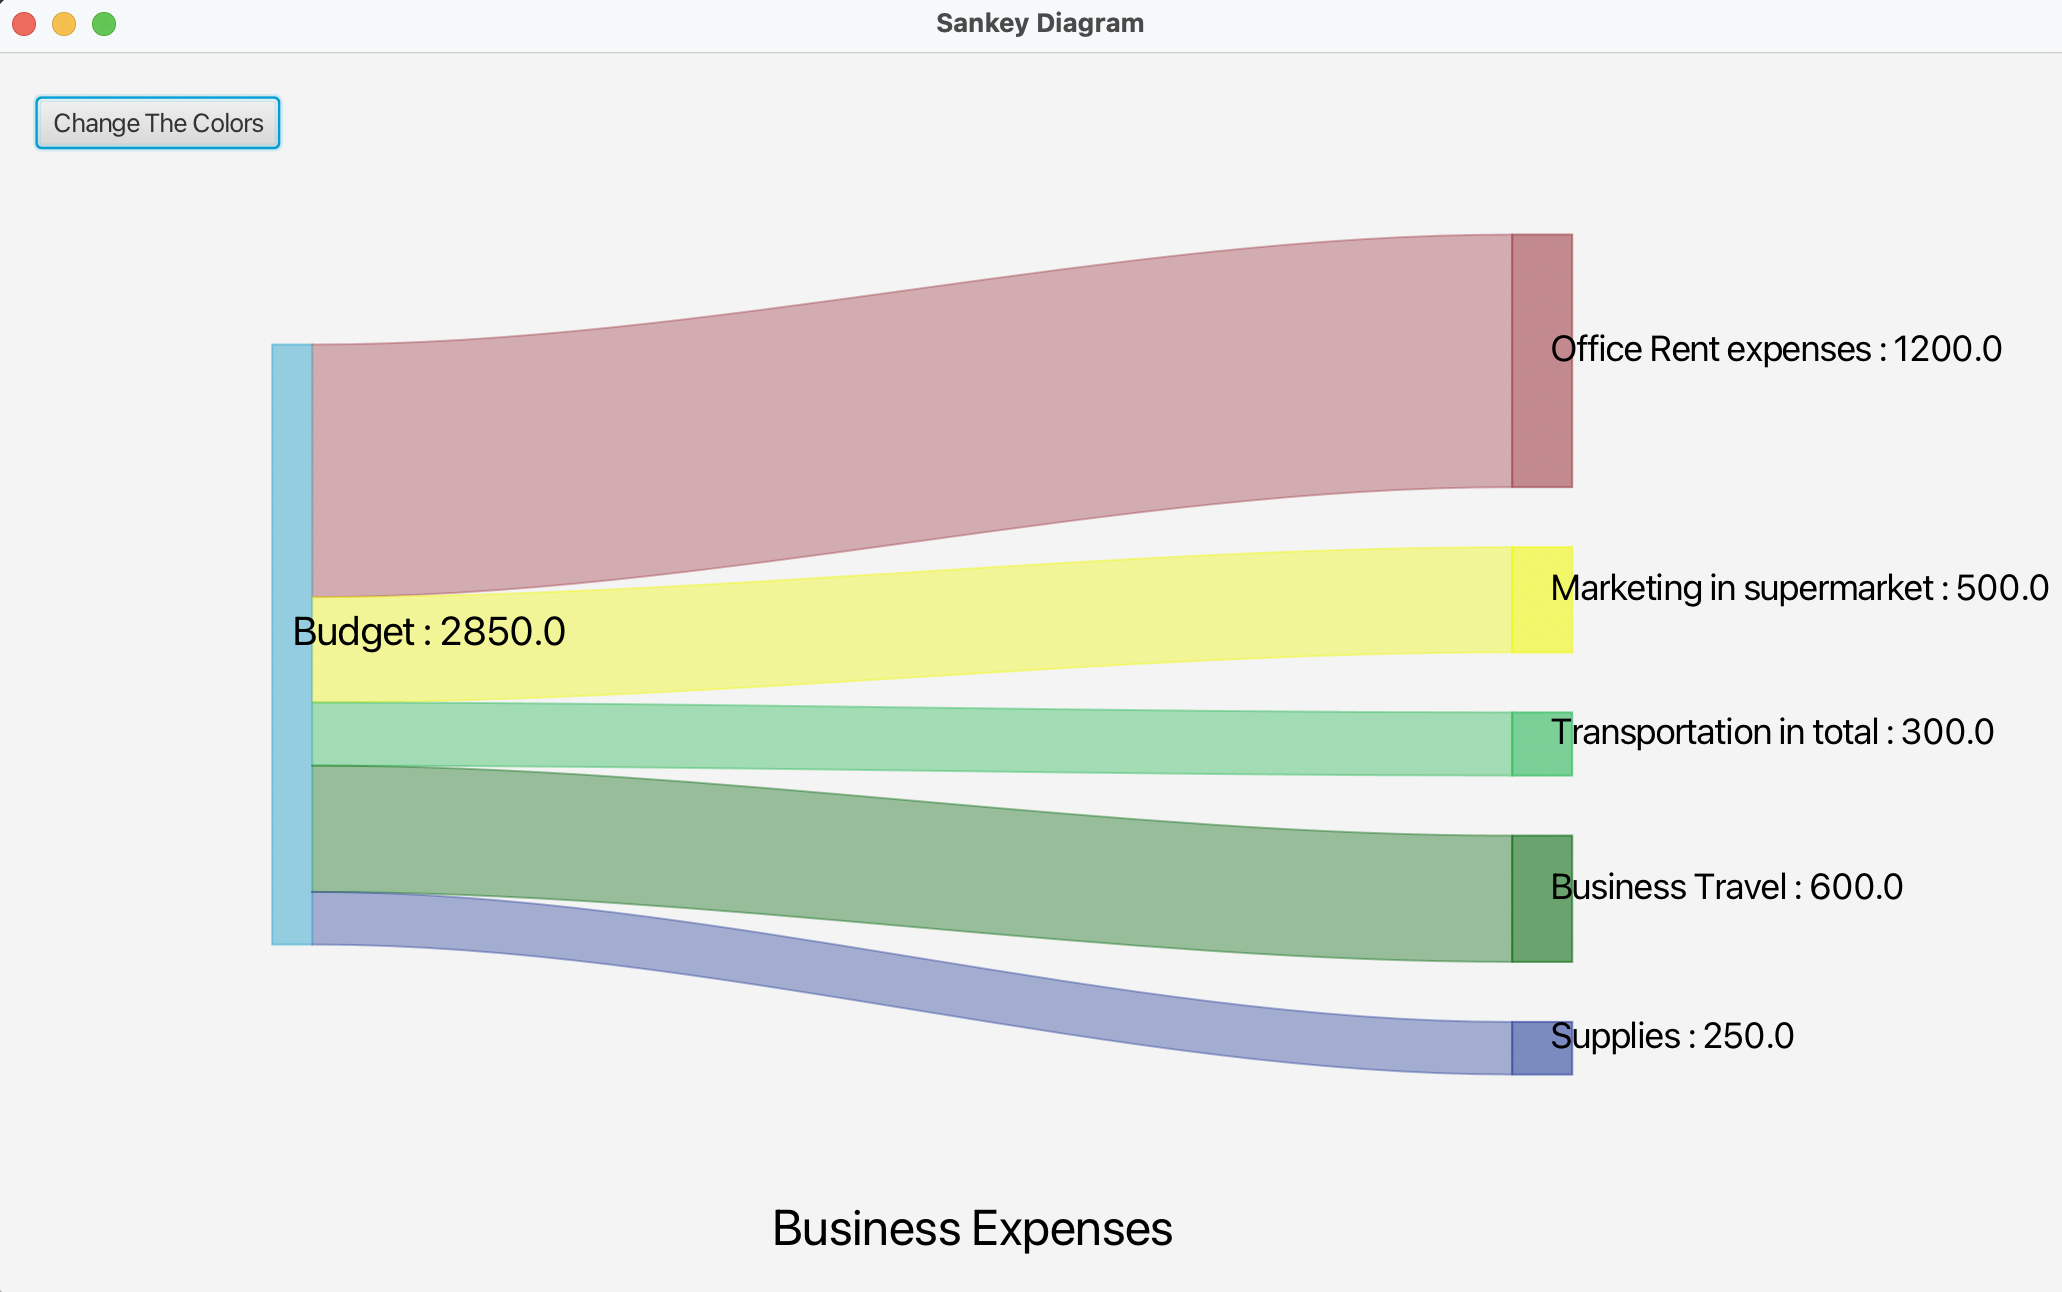 Sankey Diagram
Change The Colors
Office Rent expenses : 1200.0
Marketing in supermarket : 500.0
Budget : 2850.0
Transportation in total : 300.0
Business Travel : 600.0
Supplies : 250.0
Business Expenses